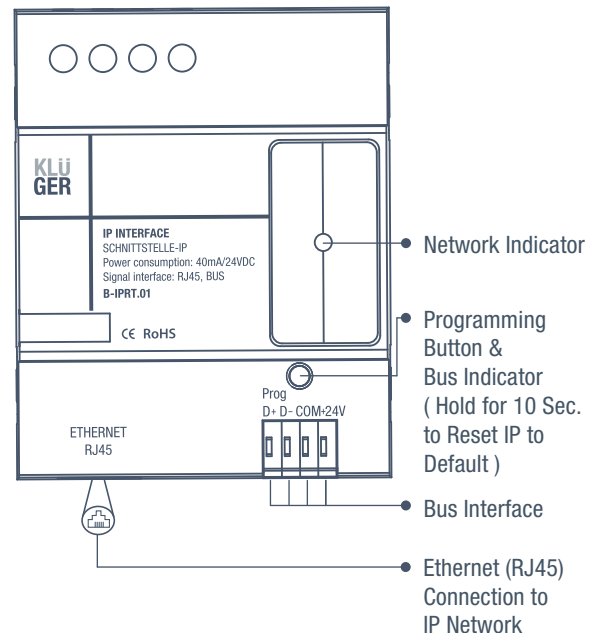 KLÜ
GER
IP INTERFACE
SCHNITTSTELLE-IP
Power consumption: 40mA/24VDC
Signal interface: RJ45, BUS
B-IPRT.01
CE RoHS
Prog
D+ D- COM+24V
ETHERNET
RJ45
Network Indicator
Programming
Button &
Bus Indicator
( Hold for 10 Sec.
to Reset IP to
Default )
Bus Interface
Ethernet (RJ45)
Connection to
IP Network